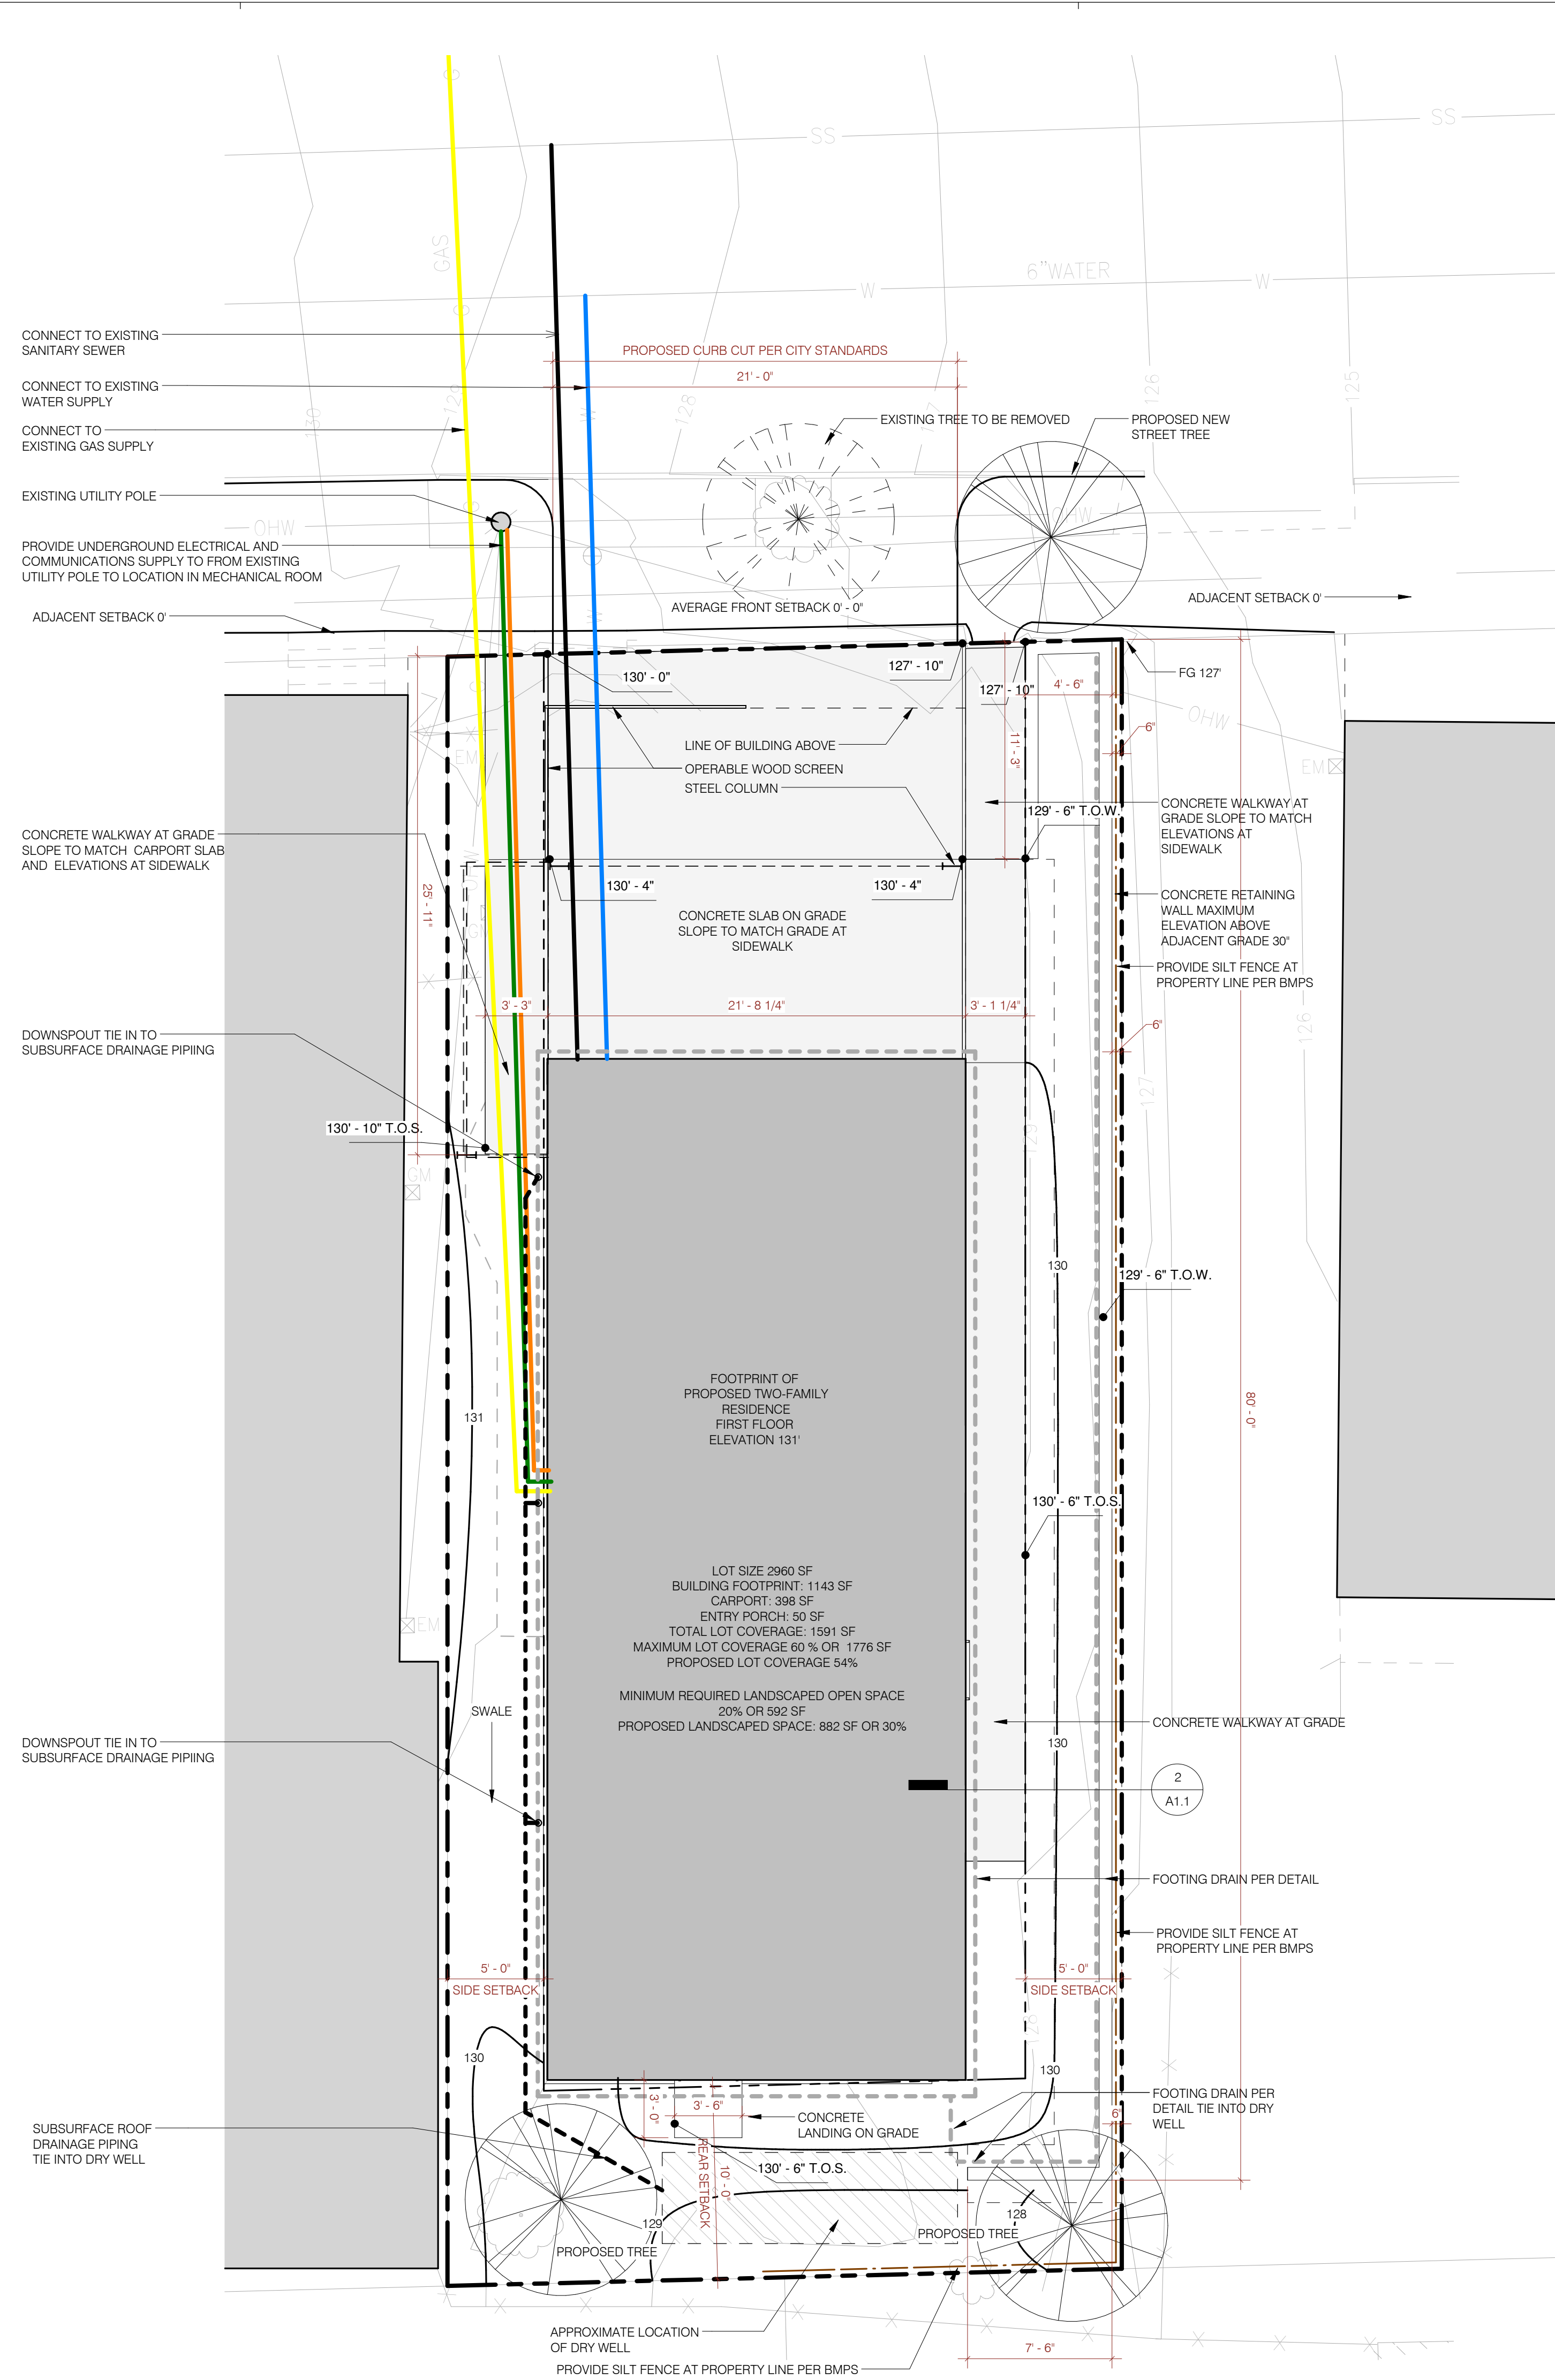 SS
SS
GAS
6"WATER
W
W
CONNECT TO EXISTING
SANITARY SEWER
PROPOSED CURB CUT PER CITY STANDARDS
21' - 0"
CONNECT TO EXISTING
WATER SUPPLY
CONNECT TO
EXISTING GAS SUPPLY
130
129
128
127
126
125
W
EXISTING TREE TO BE REMOVED
PROPOSED NEW
STREET TREE
EXISTING UTILITY POLE
OHW
OHW
PROVIDE UNDERGROUND ELECTRICAL AND
COMMUNICATIONS SUPPLY TO FROM EXISTING
UTILITY POLE TO LOCATION IN MECHANICAL ROOM
ADJACENT SETBACK 0'
AVERAGE FRONT SETBACK 0' - 0"
ADJACENT SETBACK 0'
W
130' - 0"
127' - 10"
127' - 10"
4' - 6"
FG 127'
OHW
6"
11' - 3"
EM
EM
LINE OF BUILDING ABOVE
OPERABLE WOOD SCREEN
STEEL COLUMN
CONCRETE WALKWAY AT
GRADE SLOPE TO MATCH
ELEVATIONS AT
SIDEWALK
129' - 6" T.O.W.
CONCRETE WALKWAY AT GRADE
SLOPE TO MATCH  CARPORT SLAB
AND  ELEVATIONS AT SIDEWALK
25' - 11"
130' - 4"
130' - 4"
CONCRETE SLAB ON GRADE
SLOPE TO MATCH GRADE AT
SIDEWALK
CONCRETE RETAINING
WALL MAXIMUM
ELEVATION ABOVE
ADJACENT GRADE 30"
PROVIDE SILT FENCE AT
PROPERTY LINE PER BMPS
3' - 3"
21' - 8 1/4"
3' - 1 1/4"
6"
126
127
129
DOWNSPOUT TIE IN TO
SUBSURFACE DRAINAGE PIPIING
130' - 10" T.O.S.
GM
130
129' - 6" T.O.W.
FOOTPRINT OF
PROPOSED TWO-FAMILY
RESIDENCE
FIRST FLOOR
ELEVATION 131'
131
80' - 0"
130' - 6" T.O.S.
LOT SIZE 2960 SF
BUILDING FOOTPRINT: 1143 SF
CARPORT: 398 SF
ENTRY PORCH: 50 SF
TOTAL LOT COVERAGE: 1591 SF
MAXIMUM LOT COVERAGE 60 % OR  1776 SF
PROPOSED LOT COVERAGE 54%
EM
MINIMUM REQUIRED LANDSCAPED OPEN SPACE
20% OR 592 SF
PROPOSED LANDSCAPED SPACE: 882 SF OR 30%
SWALE
CONCRETE WALKWAY AT GRADE
130
DOWNSPOUT TIE IN TO
SUBSURFACE DRAINAGE PIPIING
2
A1.1
FOOTING DRAIN PER DETAIL
PROVIDE SILT FENCE AT
PROPERTY LINE PER BMPS
5' - 0"
SIDE SETBACK
5' - 0"
SIDE SETBACK
130
130
FOOTING DRAIN PER
DETAIL TIE INTO DRY
WELL
3' - 0"
3' - 6"
CONCRETE
LANDING ON GRADE
6"
SUBSURFACE ROOF
DRAINAGE PIPING
TIE INTO DRY WELL
130' - 6" T.O.S.
10' - 0"
REAR SETBACK
128
129
PROPOSED TREE
PROPOSED TREE
APPROXIMATE LOCATION
OF DRY WELL
7' - 6"
PROVIDE SILT FENCE AT PROPERTY LINE PER BMPS